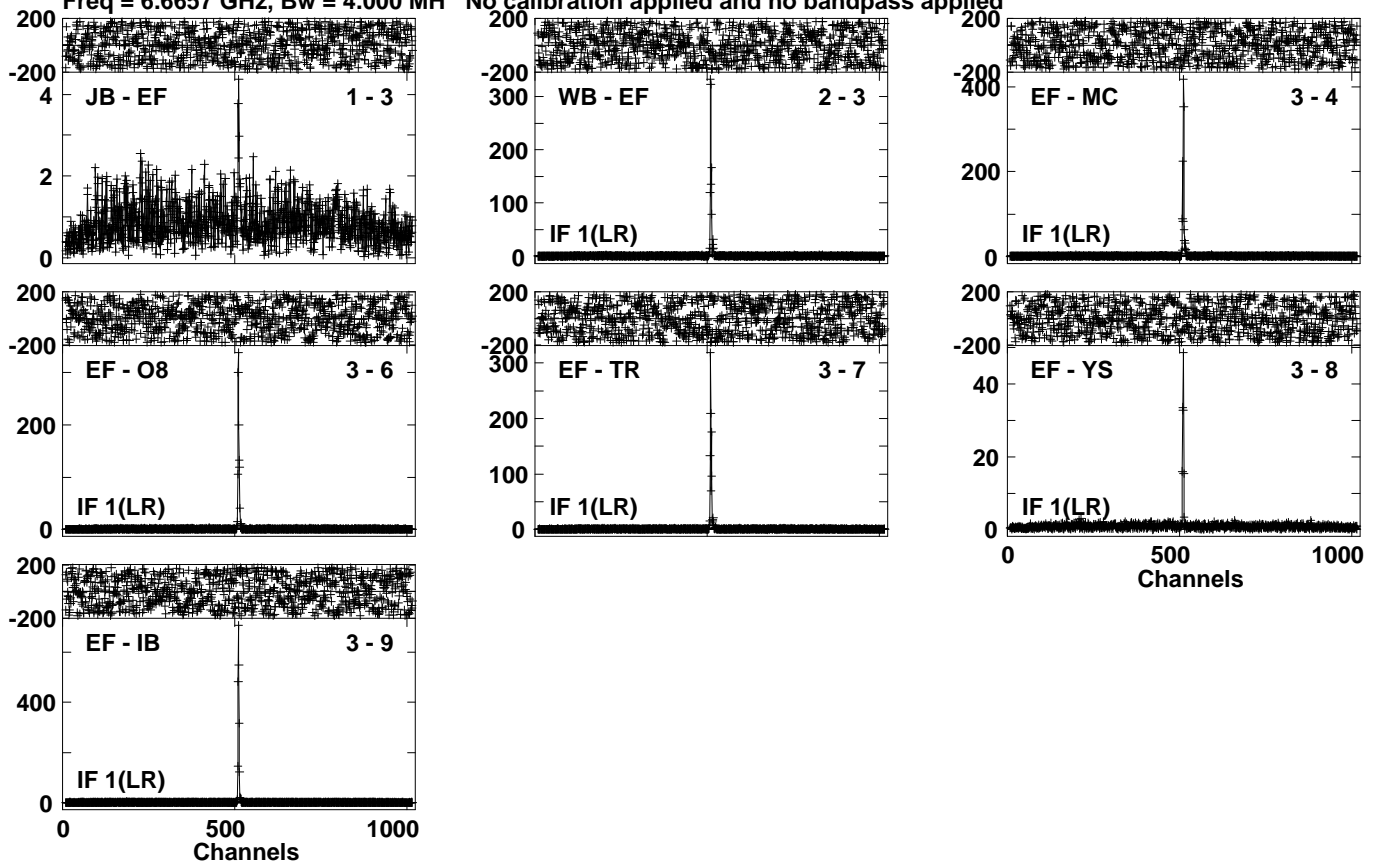 Freq = 6.6657 GHz, Bw = 4.000 MH No calibration applied and no bandpass applied
200
-200
4
2
0
JB - EF 1 - 3
200
-200
300
200
100
0
WB - EF 2 - 3
IF 1(LR)
200
-200
400
200
0
EF - MC 3 - 4
IF 1(LR)
200
-200
200
0
EF - O8 3 - 6
IF 1(LR)
200
-200
300
200
100
0
EF - TR 3 - 7
IF 1(LR)
200
-200
40
20
0
EF - YS 3 - 8
IF 1(LR)
0 500 1000
Channels
200
-200
400
0
EF - IB 3 - 9
IF 1(LR)
0 500 1000
Channels